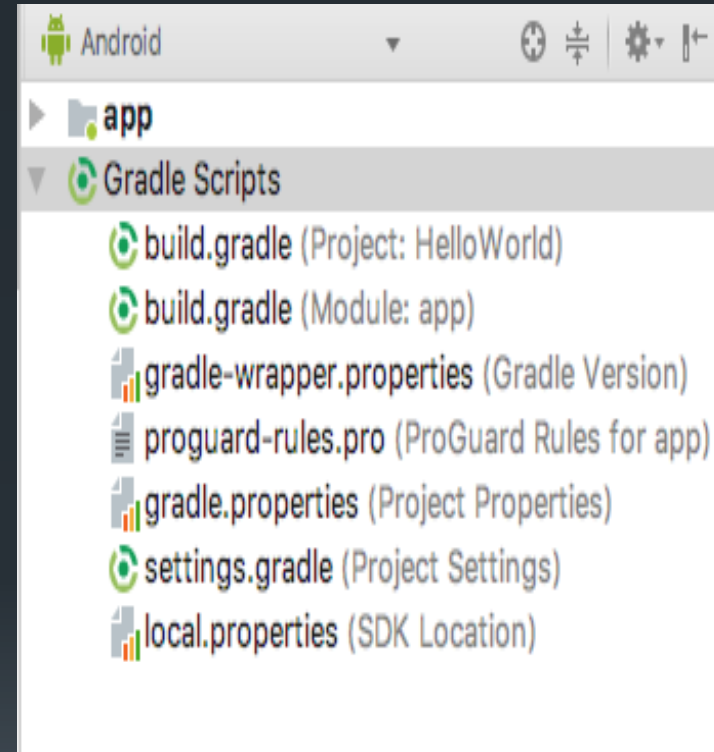 Android
app
Gradle Scripts
build.gradle (Project: HelloWorld)
build.gradle (Module: app)
gradle-wrapper.properties (Gradle Version)
proguard-rules.pro (ProGuard Rules for app)
gradle.properties (Project Properties)
settings.gradle (Project Settings)
local.properties (SDK Location)